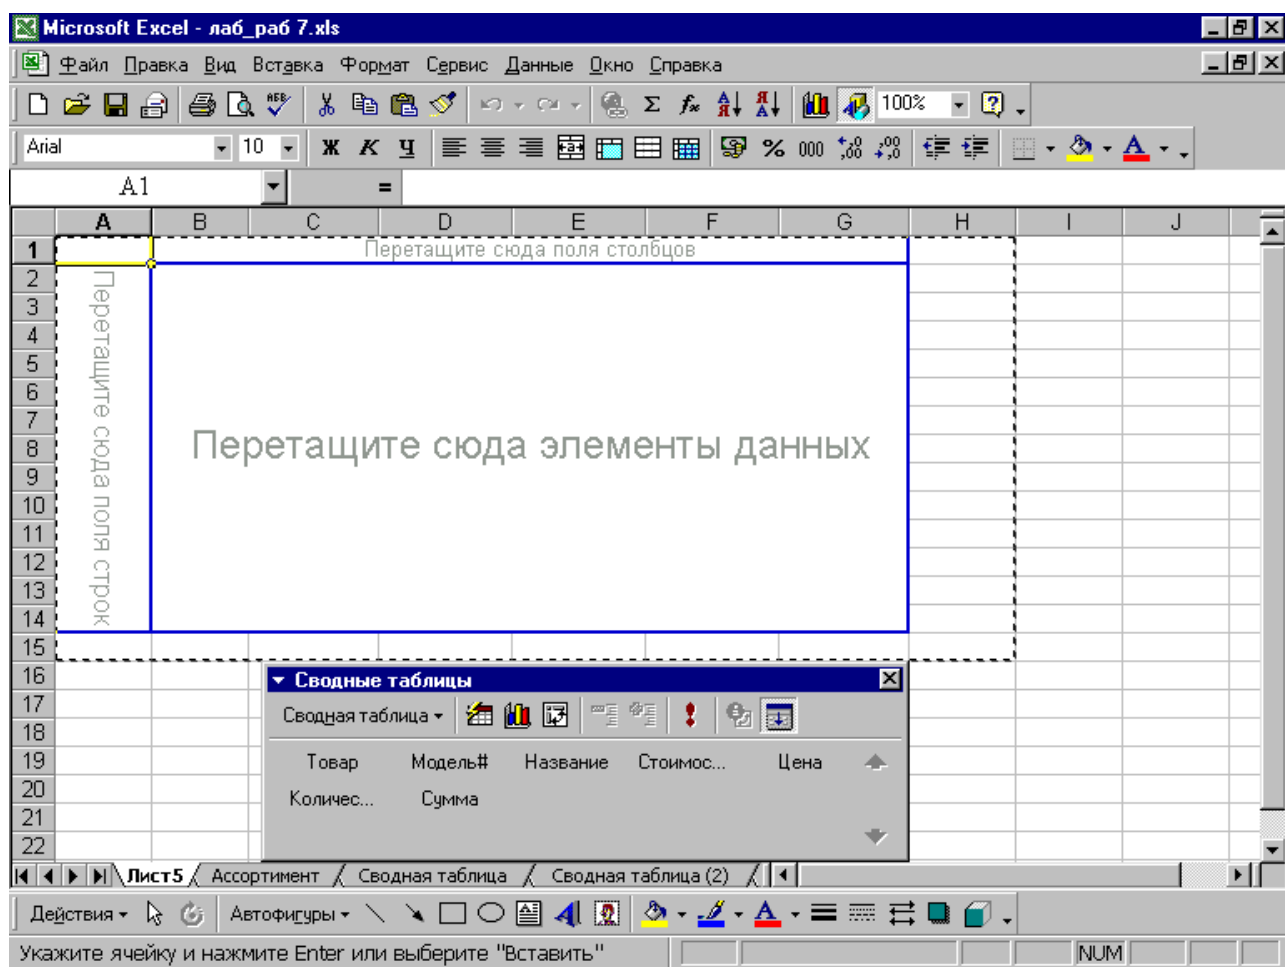 Microsoft Excel - лаб_раб 7.xls
Файл Правка Вид Вставка Формат Сервис Данные Окно Справка
100%
Arial 10 Ж К Ч % 000
A1 =
A B C D E F G H I J
1 Перетащите сюда поля столбцов
2
3
4
5
6
7
8
9
10
11
12
13
14
15
16
17
18
19
20
21
22
Перетащите сюда поля строк
Перетащите сюда элементы данных
Сводные таблицы
Сводная таблица
Товар Модель# Название Стоимос... Цена
Количес... Сумма
Лист5 Ассортимент Сводная таблица Сводная таблица (2)
Действия Автофигуры
Укажите ячейку и нажмите Enter или выберите "Вставить" NUM